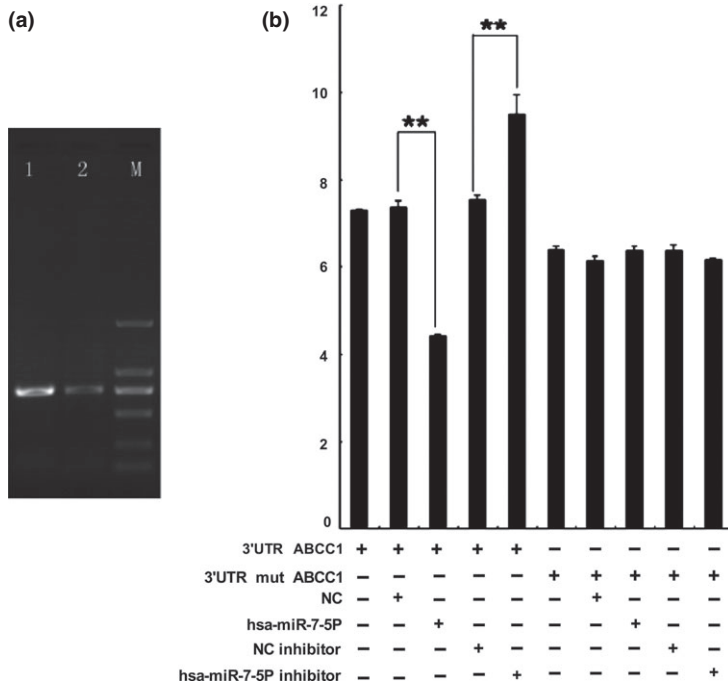 (a)
1 2 M
(b)
12
10
8
6
4
2
0
**
**
3'UTR ABCC1 + + + + + − − − − −
3'UTR mut ABCC1 − − − − − + + + + +
NC − + − − − − + − − −
hsa-miR-7-5P − − + − − − − + − −
NC inhibitor − − − + − − − − + −
hsa-miR-7-5P inhibitor − − − − + − − − − +